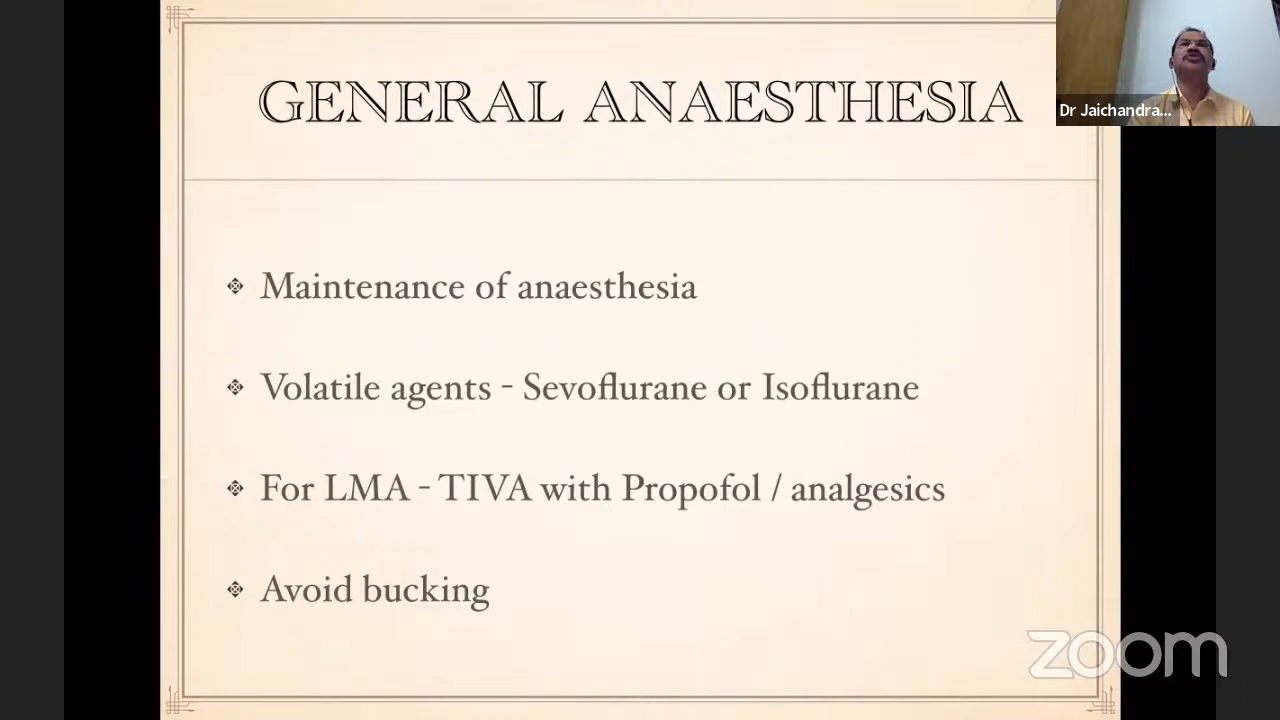 GENERAL ANAESTHESIA
Dr Jaichandra...
Maintenance of anaesthesia
Volatile agents - Sevoflurane or Isoflurane
For LMA - TIVA with Propofol / analgesics
Avoid bucking
zoom